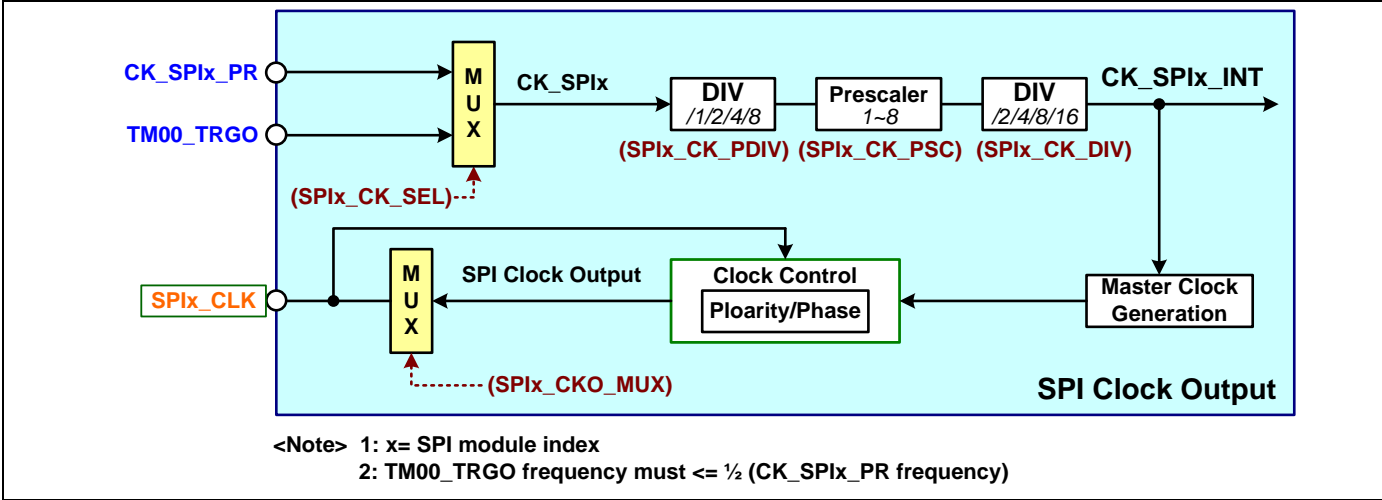 CK_SPIx_PR
TM00_TRGO
MUX
CK_SPIx
DIV
/1/2/4/8
(SPIx_CK_PDIV)
Prescaler
1~8
(SPIx_CK_PSC)
DIV
/2/4/8/16
(SPIx_CK_DIV)
CK_SPIx_INT
(SPIx_CK_SEL)
SPIx_CLK
MUX
SPI Clock Output
Clock Control
Ploarity/Phase
Master Clock
Generation
(SPIx_CKO_MUX)
SPI Clock Output
<Note> 1: x= SPI module index
2: TM00_TRGO frequency must <= ½ (CK_SPIx_PR frequency)